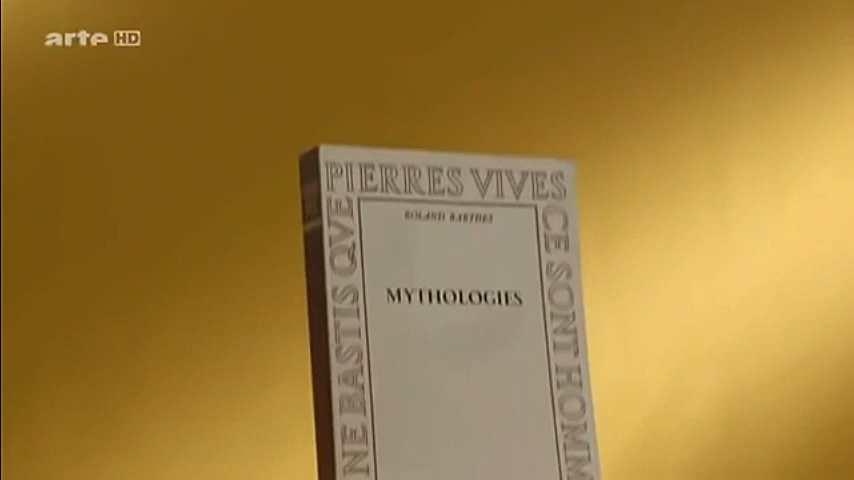 arte HD
PIERRES VIVES
CE SONT HOMM
NE BASTIS QVE
ROLAND BARTHES
MYTHOLOGIES